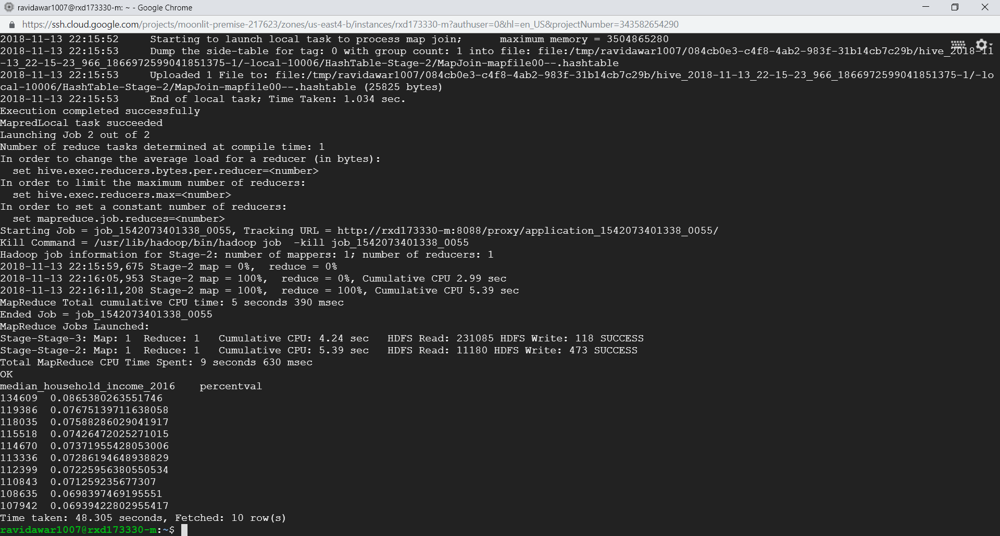 ravidawar1007@rxd173330-m: ~ - Google Chrome
https://ssh.cloud.google.com/projects/moonlit-premise-217623/zones/us-east4-b/instances/rxd173330-m?authuser=0&hl=en_US&projectNumber=343582654290
2018-11-13 22:15:52     Starting to launch local task to process map join;      maximum memory = 3504865280
2018-11-13 22:15:53     Dump the side-table for tag: 0 with group count: 1 into file: file:/tmp/ravidawar1007/084cb0e3-c4f8-4ab2-983f-31b14cb7c29b/hive_2018-11
-13_22-15-23_966_1866972599041851375-1/-local-10006/HashTable-Stage-2/MapJoin-mapfile00--.hashtable
2018-11-13 22:15:53     Uploaded 1 File to: file:/tmp/ravidawar1007/084cb0e3-c4f8-4ab2-983f-31b14cb7c29b/hive_2018-11-13_22-15-23_966_1866972599041851375-1/-lo
cal-10006/HashTable-Stage-2/MapJoin-mapfile00--.hashtable (25825 bytes)
2018-11-13 22:15:53     End of local task; Time Taken: 1.034 sec.
Execution completed successfully
MapredLocal task succeeded
Launching Job 2 out of 2
Number of reduce tasks determined at compile time: 1
In order to change the average load for a reducer (in bytes):
  set hive.exec.reducers.bytes.per.reducer=<number>
In order to limit the maximum number of reducers:
  set hive.exec.reducers.max=<number>
In order to set a constant number of reducers:
  set mapreduce.job.reduces=<number>
Starting Job = job_1542073401338_0055, Tracking URL = http://rxd173330-m:8088/proxy/application_1542073401338_0055/
Kill Command = /usr/lib/hadoop/bin/hadoop job  -kill job_1542073401338_0055
Hadoop job information for Stage-2: number of mappers: 1; number of reducers: 1
2018-11-13 22:15:59,675 Stage-2 map = 0%,  reduce = 0%
2018-11-13 22:16:05,953 Stage-2 map = 100%,  reduce = 0%, Cumulative CPU 2.99 sec
2018-11-13 22:16:11,208 Stage-2 map = 100%,  reduce = 100%, Cumulative CPU 5.39 sec
MapReduce Total cumulative CPU time: 5 seconds 390 msec
Ended Job = job_1542073401338_0055
MapReduce Jobs Launched:
Stage-Stage-3: Map: 1  Reduce: 1   Cumulative CPU: 4.24 sec   HDFS Read: 231085 HDFS Write: 118 SUCCESS
Stage-Stage-2: Map: 1  Reduce: 1   Cumulative CPU: 5.39 sec   HDFS Read: 11180 HDFS Write: 473 SUCCESS
Total MapReduce CPU Time Spent: 9 seconds 630 msec
OK
median_household_income_2016    percentval
134609  0.0865380263551746
119386  0.07675139711638058
118035  0.07588286029041917
115518  0.07426472025271015
114670  0.07371955428053006
113336  0.07286194648938829
112399  0.07225956380550534
110843  0.071259235677307
108635  0.0698397469195551
107942  0.06939422802955417
Time taken: 48.305 seconds, Fetched: 10 row(s)
ravidawar1007@rxd173330-m:~$